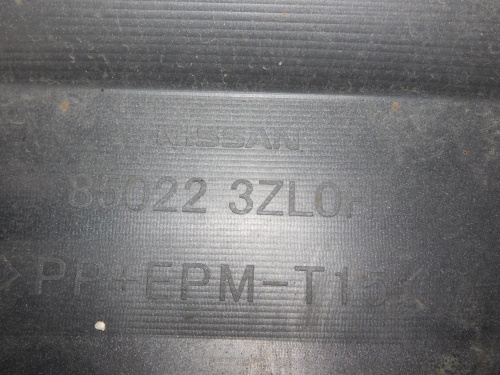 NISSAN
85022 3ZL0H
>PP+EPM-T15<